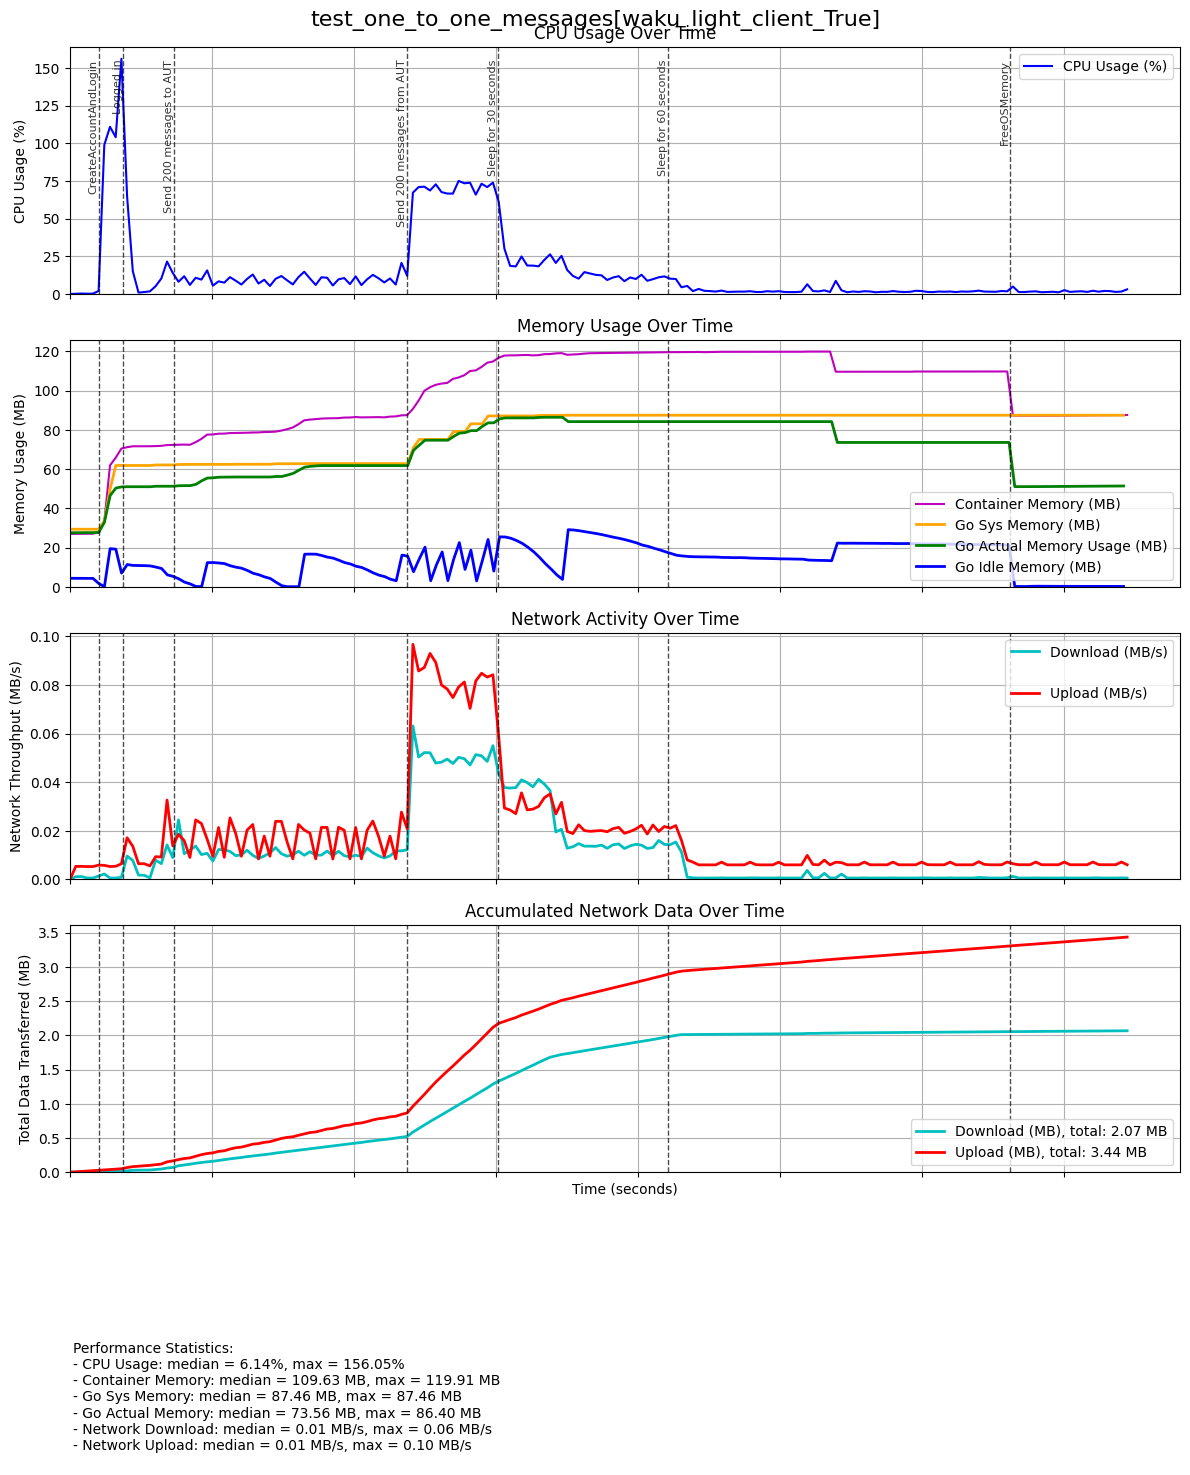 test_one_to_one_messages[waku_light_client_True]
CPU Usage Over Time
CPU Usage (%)
150
125
100
75
50
25
0
CreateAccountAndLogin
Logged in
Send 200 messages to AUT
Send 200 messages from AUT
Sleep for 30 seconds
Sleep for 60 seconds
FreeOSMemory
CPU Usage (%)
Memory Usage Over Time
Memory Usage (MB)
120
100
80
60
40
20
0
Container Memory (MB)
Go Sys Memory (MB)
Go Actual Memory Usage (MB)
Go Idle Memory (MB)
Network Activity Over Time
Network Throughput (MB/s)
0.10
0.08
0.06
0.04
0.02
0.00
Download (MB/s)
Upload (MB/s)
Accumulated Network Data Over Time
Total Data Transferred (MB)
3.5
3.0
2.5
2.0
1.5
1.0
0.5
0.0
Download (MB), total: 2.07 MB
Upload (MB), total: 3.44 MB
Time (seconds)
Performance Statistics:
- CPU Usage: median = 6.14%, max = 156.05%
- Container Memory: median = 109.63 MB, max = 119.91 MB
- Go Sys Memory: median = 87.46 MB, max = 87.46 MB
- Go Actual Memory: median = 73.56 MB, max = 86.40 MB
- Network Download: median = 0.01 MB/s, max = 0.06 MB/s
- Network Upload: median = 0.01 MB/s, max = 0.10 MB/s